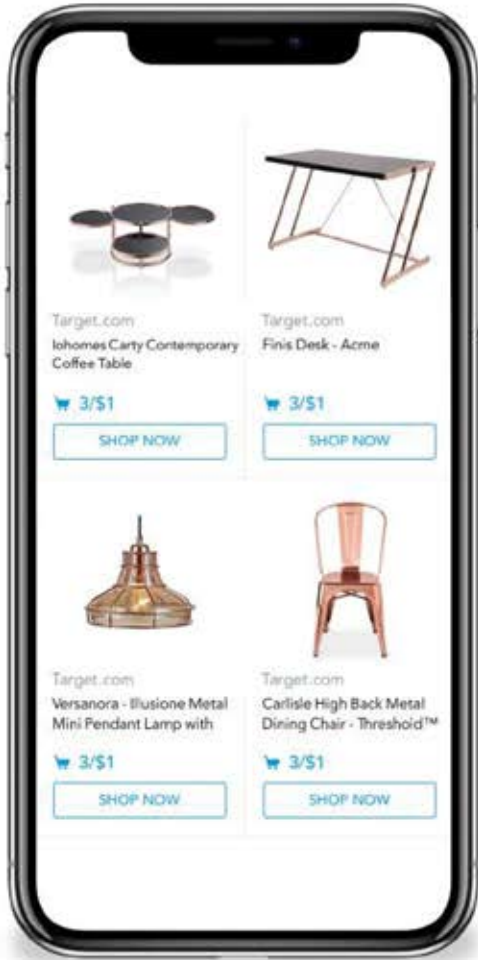 Target.com
Iohomes Carty Contemporary
Coffee Table
3/$1
SHOP NOW
Target.com
Finis Desk - Acme
3/$1
SHOP NOW
Target.com
Versanora - Illusione Metal
Mini Pendant Lamp with
3/$1
SHOP NOW
Target.com
Carlisle High Back Metal
Dining Chair - Threshold™
3/$1
SHOP NOW